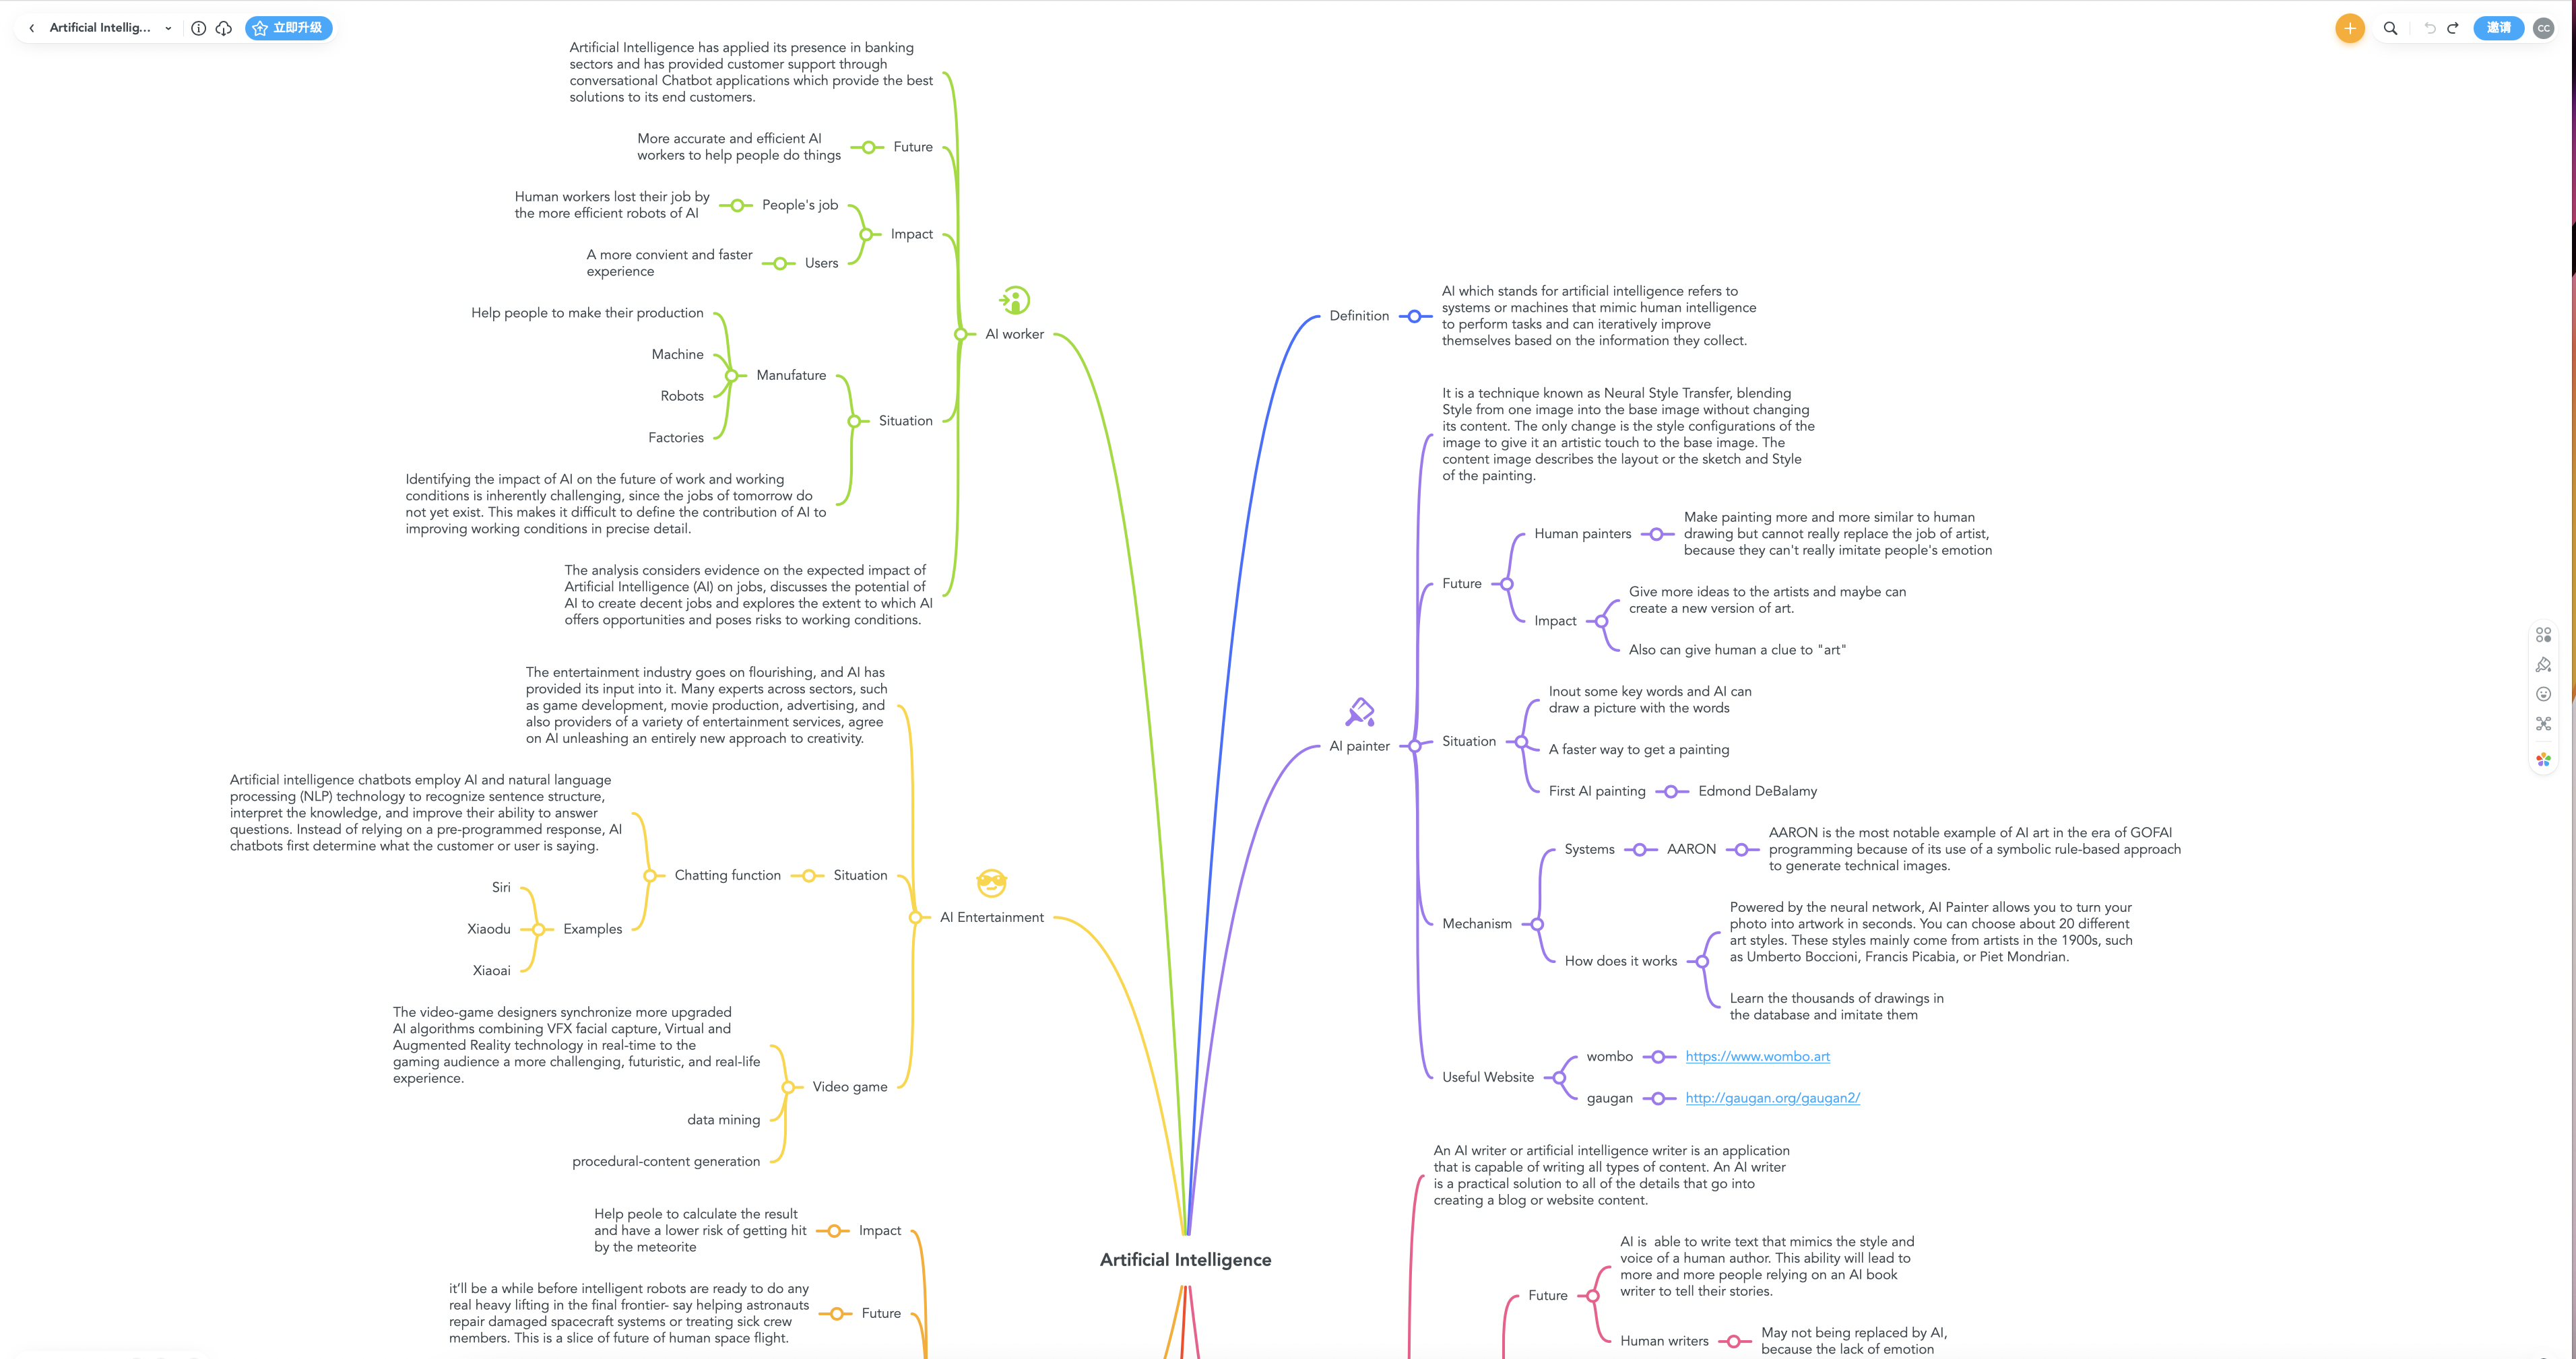 Artificial Intellig...
立即升级
邀请
CC
Artificial Intelligence has applied its presence in banking
sectors and has provided customer support through
conversational Chatbot applications which provide the best
solutions to its end customers.
More accurate and efficient AI
workers to help people do things
Future
Human workers lost their job by
the more efficient robots of AI
People's job
Impact
A more convient and faster
experience
Users
AI worker
Help people to make their production
Machine
Manufature
Robots
Situation
Factories
Identifying the impact of AI on the future of work and working
conditions is inherently challenging, since the jobs of tomorrow do
not yet exist. This makes it difficult to define the contribution of AI to
improving working conditions in precise detail.
The analysis considers evidence on the expected impact of
Artificial Intelligence (AI) on jobs, discusses the potential of
AI to create decent jobs and explores the extent to which AI
offers opportunities and poses risks to working conditions.
The entertainment industry goes on flourishing, and AI has
provided its input into it. Many experts across sectors, such
as game development, movie production, advertising, and
also providers of a variety of entertainment services, agree
on AI unleashing an entirely new approach to creativity.
Artificial intelligence chatbots employ AI and natural language
processing (NLP) technology to recognize sentence structure,
interpret the knowledge, and improve their ability to answer
questions. Instead of relying on a pre-programmed response, AI
chatbots first determine what the customer or user is saying.
Chatting function
Situation
Siri
Xiaodu
Examples
Xiaoai
AI Entertainment
The video-game designers synchronize more upgraded
AI algorithms combining VFX facial capture, Virtual and
Augmented Reality technology in real-time to the
gaming audience a more challenging, futuristic, and real-life
experience.
Video game
data mining
procedural-content generation
Help peole to calculate the result
and have a lower risk of getting hit
by the meteorite
Impact
it'll be a while before intelligent robots are ready to do any
real heavy lifting in the final frontier- say helping astronauts
repair damaged spacecraft systems or treating sick crew
members. This is a slice of future of human space flight.
Future
Artificial Intelligence
Definition
AI which stands for artificial intelligence refers to
systems or machines that mimic human intelligence
to perform tasks and can iteratively improve
themselves based on the information they collect.
It is a technique known as Neural Style Transfer, blending
Style from one image into the base image without changing
its content. The only change is the style configurations of the
image to give it an artistic touch to the base image. The
content image describes the layout or the sketch and Style
of the painting.
Future
Human painters
Make painting more and more similar to human
drawing but cannot really replace the job of artist,
because they can't really imitate people's emotion
Impact
Give more ideas to the artists and maybe can
create a new version of art.
Also can give human a clue to "art"
AI painter
Situation
Inout some key words and AI can
draw a picture with the words
A faster way to get a painting
First AI painting
Edmond DeBalamy
Mechanism
Systems
AARON
AARON is the most notable example of AI art in the era of GOFAI
programming because of its use of a symbolic rule-based approach
to generate technical images.
How does it works
Powered by the neural network, AI Painter allows you to turn your
photo into artwork in seconds. You can choose about 20 different
art styles. These styles mainly come from artists in the 1900s, such
as Umberto Boccioni, Francis Picabia, or Piet Mondrian.
Learn the thousands of drawings in
the database and imitate them
Useful Website
wombo
https://www.wombo.art
gaugan
http://gaugan.org/gaugan2/
An AI writer or artificial intelligence writer is an application
that is capable of writing all types of content. An AI writer
is a practical solution to all of the details that go into
creating a blog or website content.
Future
AI is  able to write text that mimics the style and
voice of a human author. This ability will lead to
more and more people relying on an AI book
writer to tell their stories.
Human writers
May not being replaced by AI,
because the lack of emotion